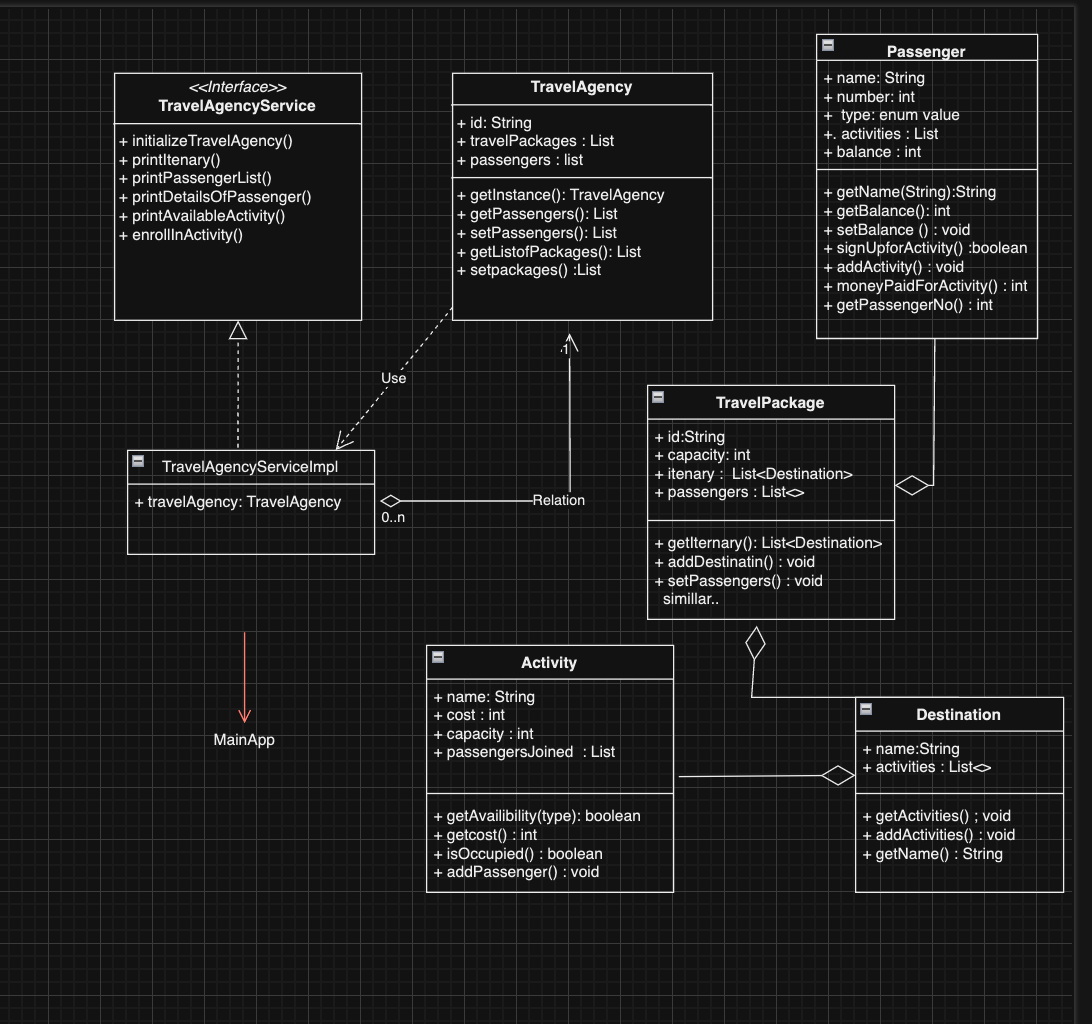 <<Interface>>
TravelAgencyService
+ initializeTravelAgency()
+ printItenary()
+ printPassengerList()
+ printDetailsOfPassenger()
+ printAvailableActivity()
+ enrollInActivity()
TravelAgency
+ id: String
+ travelPackages : List
+ passengers : list
+ getInstance(): TravelAgency
+ getPassengers(): List
+ setPassengers(): List
+ getListofPackages(): List
+ setpackages() :List
Passenger
+ name: String
+ number: int
+ type: enum value
+. activities : List
+ balance : int
+ getName(String):String
+ getBalance(): int
+ setBalance () : void
+ signUpforActivity() :boolean
+ addActivity() : void
+ moneyPaidForActivity() : int
+ getPassengerNo() : int
Use
1
TravelAgencyServiceImpl
+ travelAgency: TravelAgency
0..n
Relation
TravelPackage
+ id:String
+ capacity: int
+ itenary : List<Destination>
+ passengers : List<>
+ getIternary(): List<Destination>
+ addDestinatin() : void
+ setPassengers() : void
simillar..
MainApp
Activity
+ name: String
+ cost : int
+ capacity : int
+ passengersJoined : List
+ getAvailibility(type): boolean
+ getcost() : int
+ isOccupied() : boolean
+ addPassenger() : void
Destination
+ name:String
+ activities : List<>
+ getActivities() ; void
+ addActivities() : void
+ getName() : String